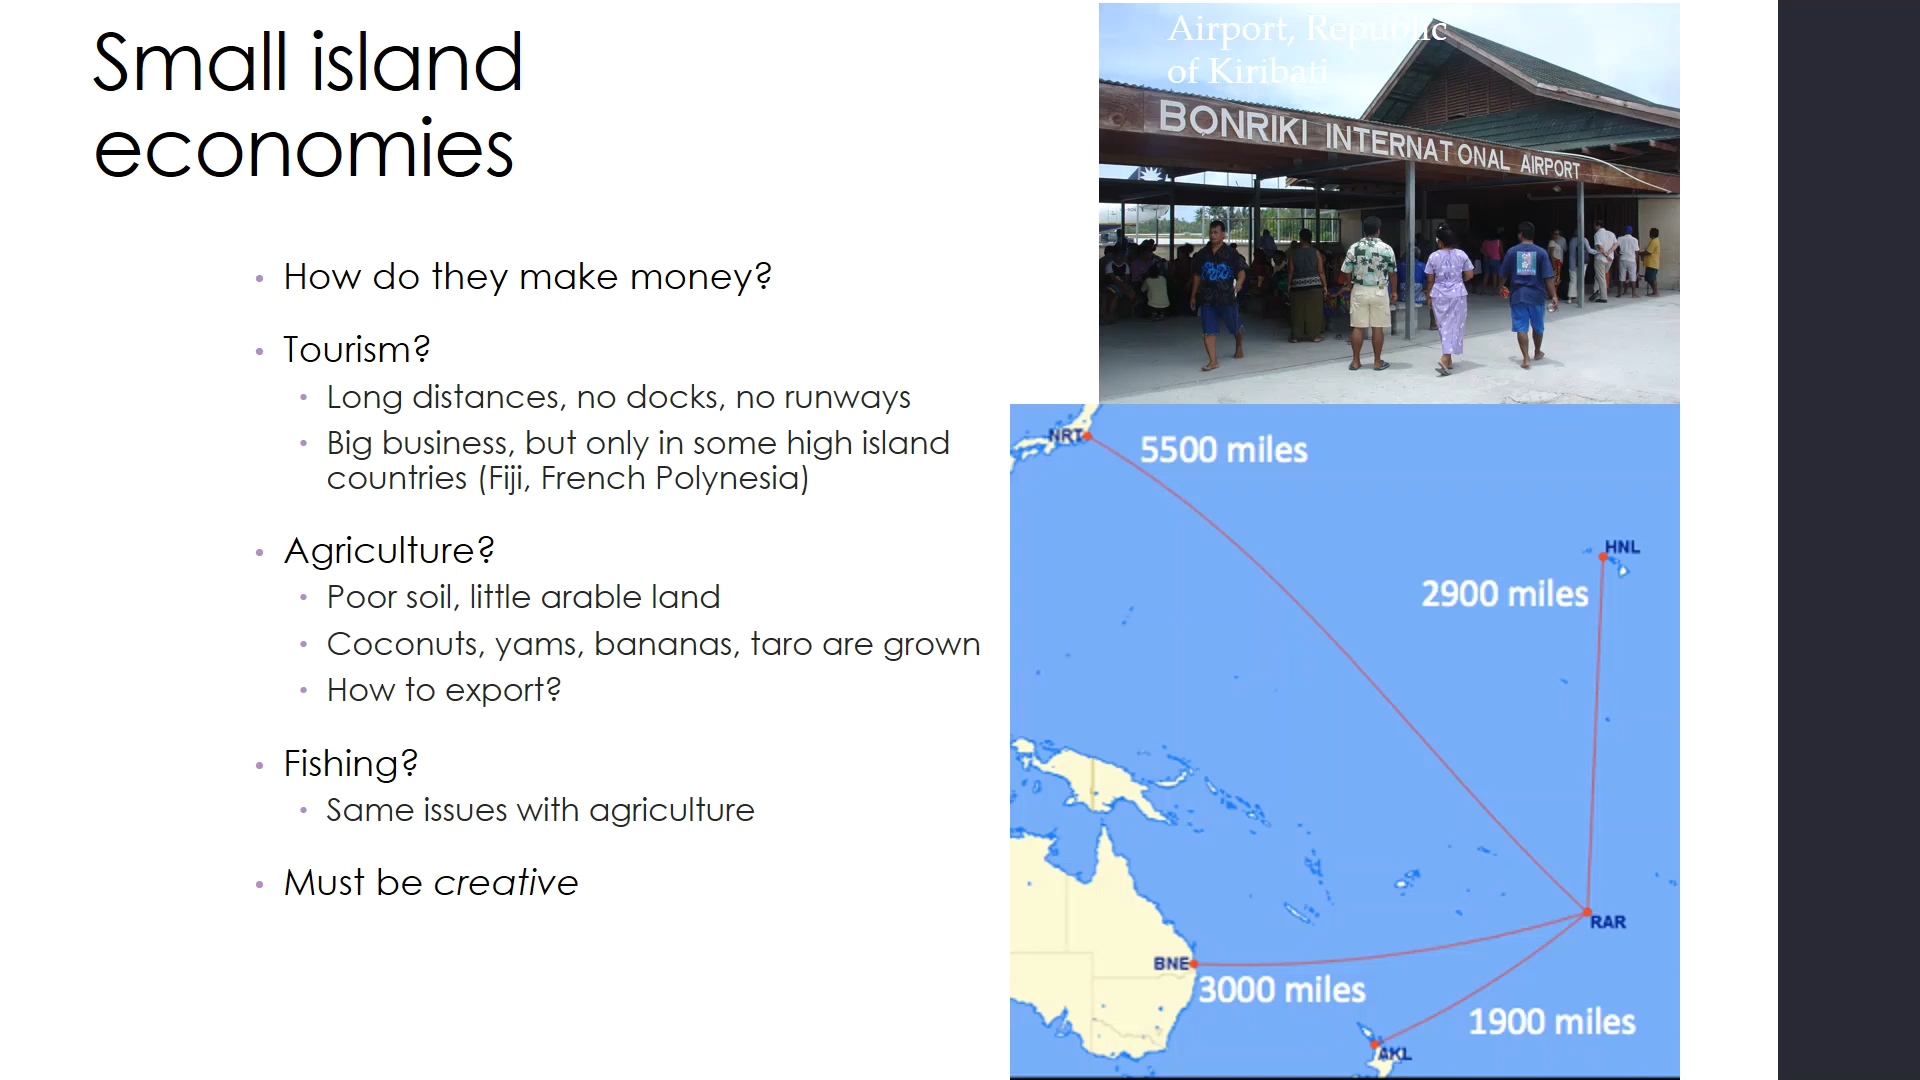 Small island
economies
• How do they make money?
• Tourism?
• Long distances, no docks, no runways
• Big business, but only in some high island
countries (Fiji, French Polynesia)
• Agriculture?
• Poor soil, little arable land
• Coconuts, yams, bananas, taro are grown
• How to export?
• Fishing?
• Same issues with agriculture
• Must be creative
Airport, Republic
of Kiribati
BONRIKI INTERNAT ONAL AIRPORT
NRT
5500 miles
HNL
2900 miles
RAR
BNE
3000 miles
1900 miles
AKL